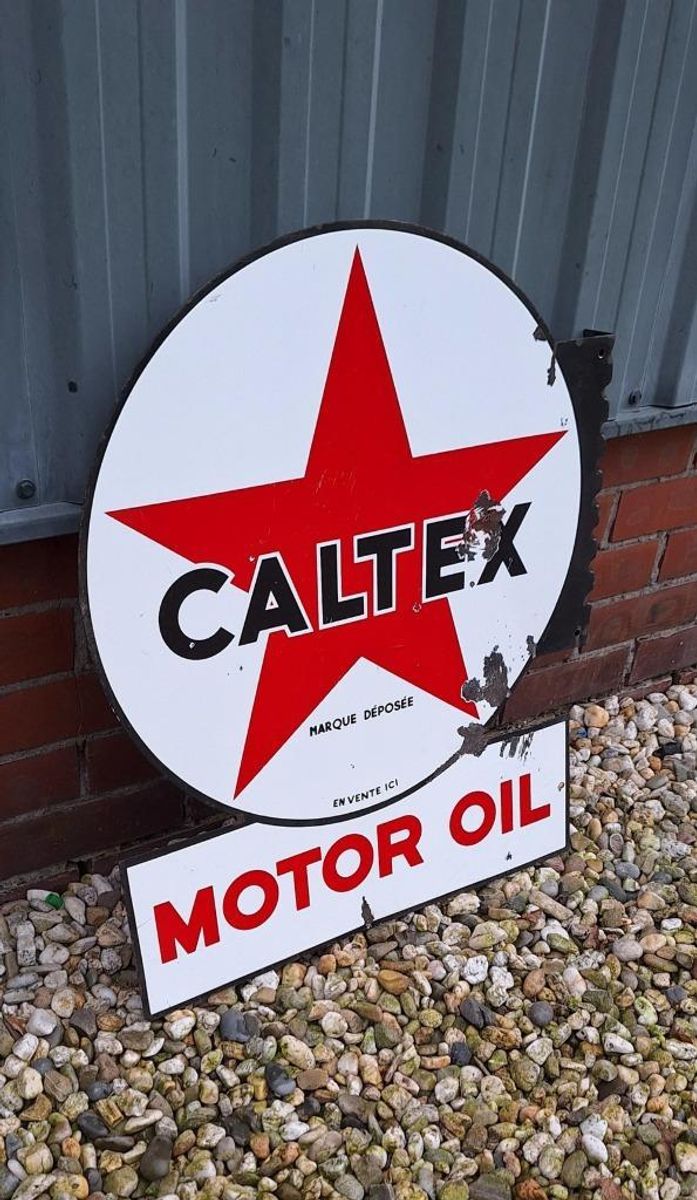 CALTEX
MARQUE DÉPOSÉE
EN VENTE ICI
MOTOR OIL